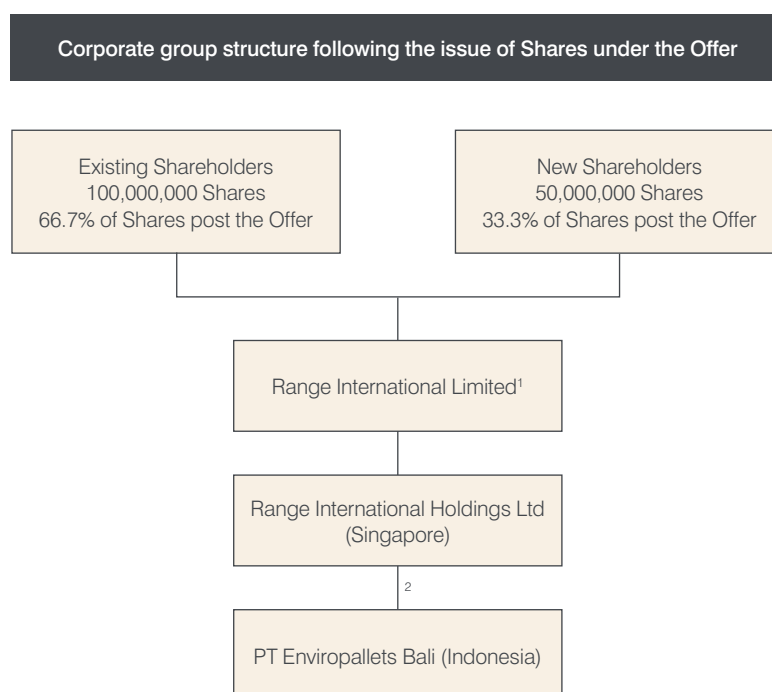 Corporate group structure following the issue of Shares under the Offer
Existing Shareholders
100,000,000 Shares
66.7% of Shares post the Offer
New Shareholders
50,000,000 Shares
33.3% of Shares post the Offer
Range International Limited¹
Range International Holdings Ltd
(Singapore)
2
PT Enviropallets Bali (Indonesia)